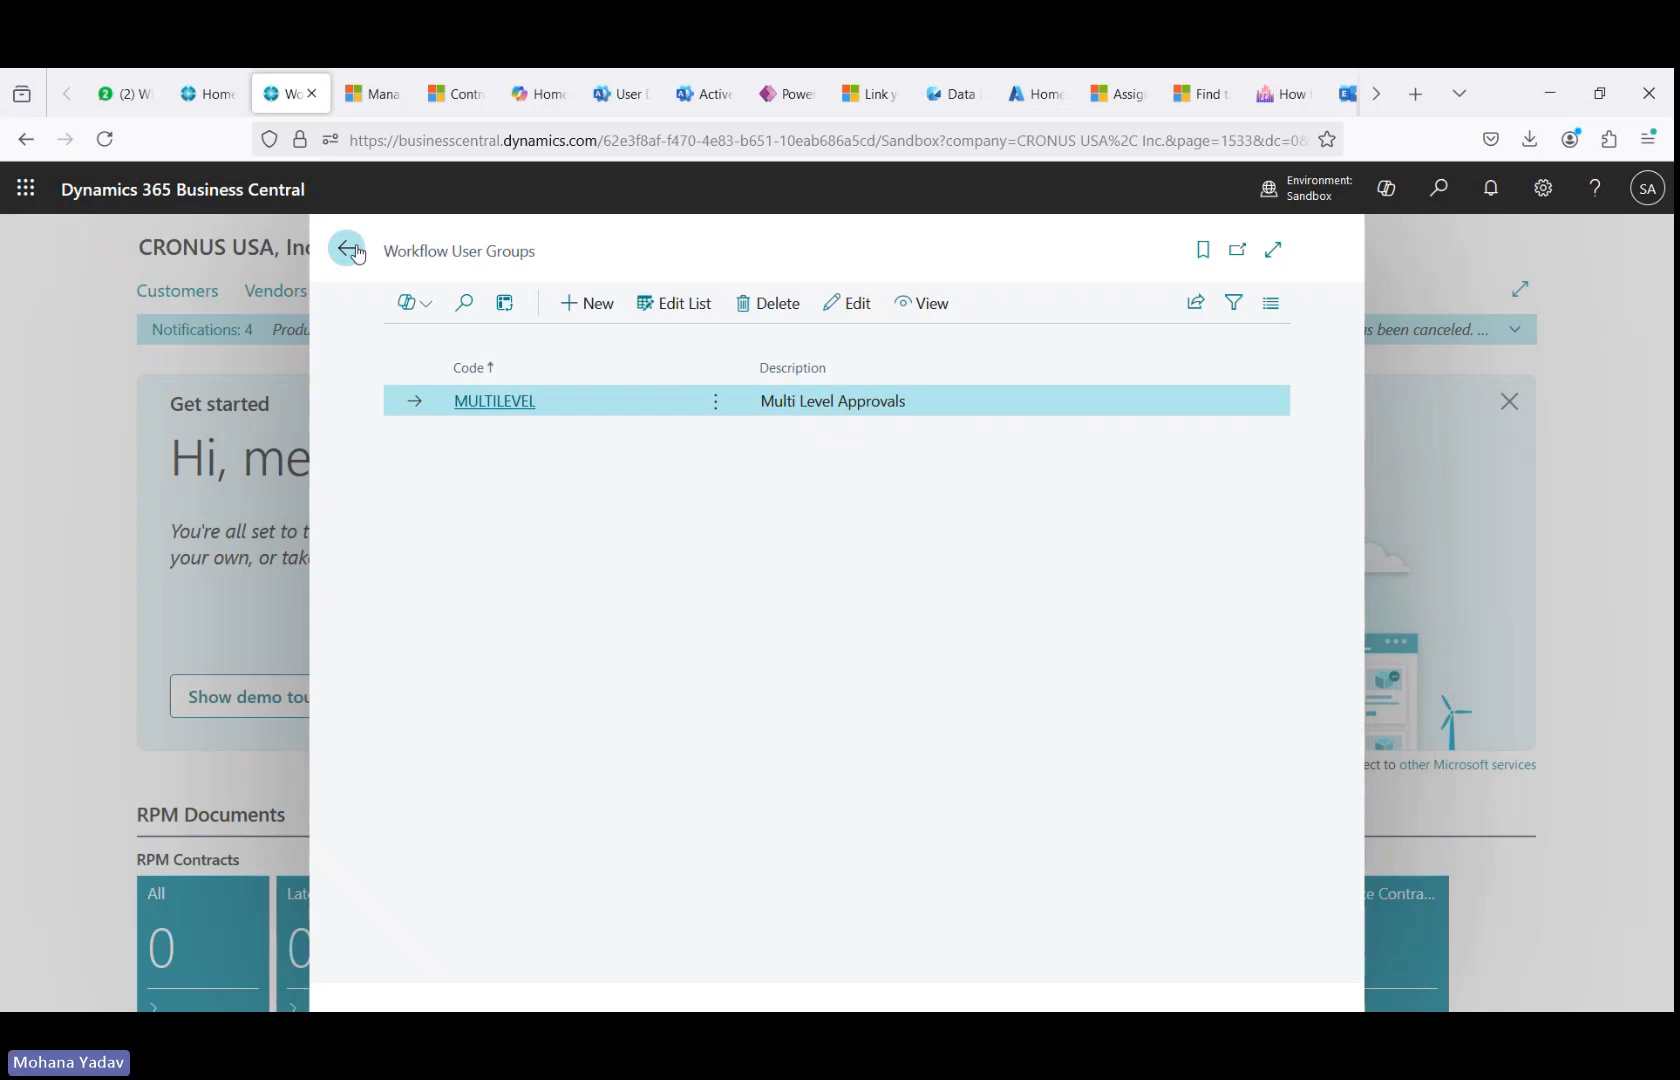 2 (2) W
Home
Wo
Mana
Contr
Home
User D
Active
Power
Link y
Data
Home
Assig
Find t
How
https://businesscentral.dynamics.com/62e3f8af-f470-4e83-b651-10eab686a5cd/Sandbox?company=CRONUS USA%2C Inc.&page=1533&dc=0&
Dynamics 365 Business Central
Environment:
Sandbox
SA
CRONUS USA, Inc
Workflow User Groups
Customers Vendors
New Edit List Delete Edit View
Notifications: 4 Produ
s been canceled. ...
Code
Description
MULTILEVEL
Multi Level Approvals
Get started
Hi, me
You're all set to t
your own, or tak
Show demo tou
ect to other Microsoft services
RPM Documents
RPM Contracts
All
Late
e Contra...
0
0
Mohana Yadav